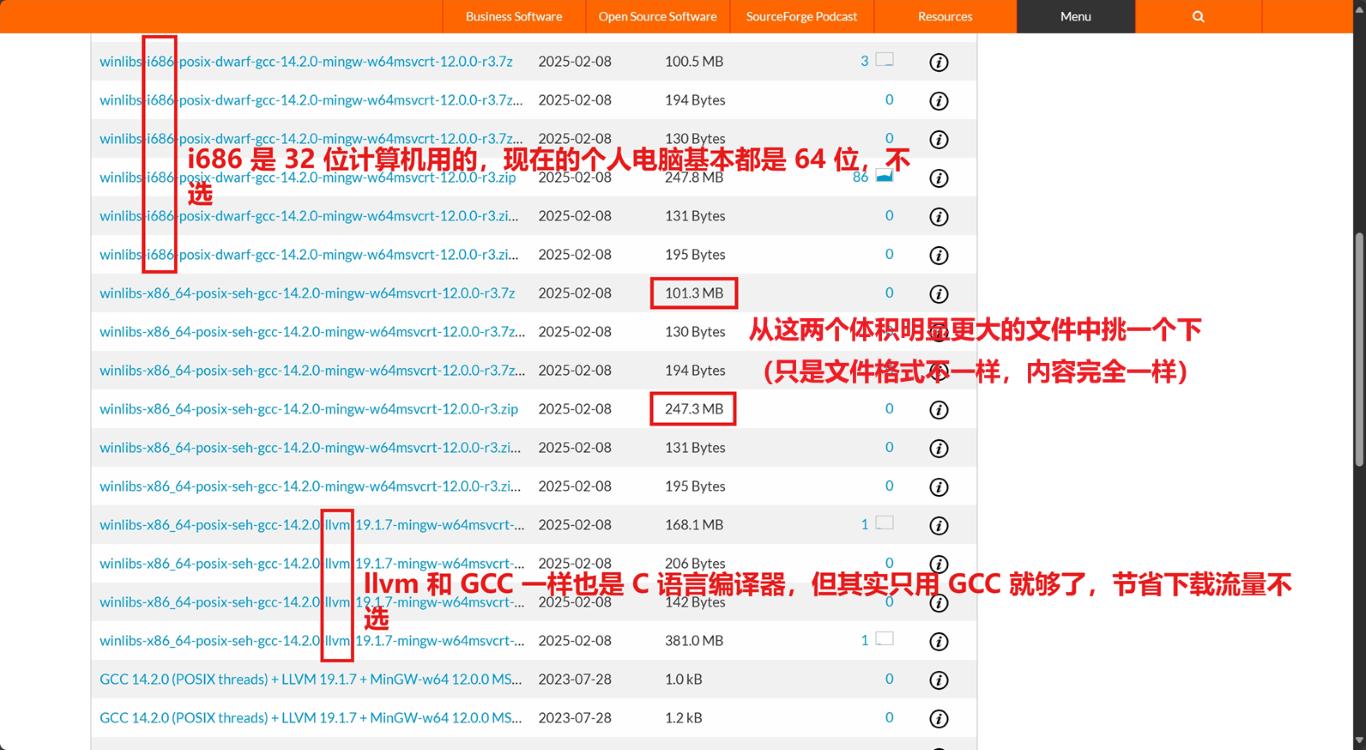 Business Software Open Source Software SourceForge Podcast Resources Menu
winlibs-i686-posix-dwarf-gcc-14.2.0-mingw-w64msvcrt-12.0.0-r3.7z 2025-02-08 100.5 MB 3
winlibs-i686-posix-dwarf-gcc-14.2.0-mingw-w64msvcrt-12.0.0-r3.7z... 2025-02-08 194 Bytes 0
winlibs-i686-posix-dwarf-gcc-14.2.0-mingw-w64msvcrt-12.0.0-r3.7z... 2025-02-08 130 Bytes 0
i686 是 32 位计算机用的，现在的个人电脑基本都是 64 位，不
选
winlibs-i686-posix-dwarf-gcc-14.2.0-mingw-w64msvcrt-12.0.0-r3.zip 2025-02-08 247.8 MB 86
winlibs-i686-posix-dwarf-gcc-14.2.0-mingw-w64msvcrt-12.0.0-r3.zi... 2025-02-08 131 Bytes 0
winlibs-i686-posix-dwarf-gcc-14.2.0-mingw-w64msvcrt-12.0.0-r3.zi... 2025-02-08 195 Bytes 0
winlibs-x86_64-posix-seh-gcc-14.2.0-mingw-w64msvcrt-12.0.0-r3.7z 2025-02-08 101.3 MB 0
winlibs-x86_64-posix-seh-gcc-14.2.0-mingw-w64msvcrt-12.0.0-r3.7z... 2025-02-08 130 Bytes
从这两个体积明显更大的文件中挑一个下
winlibs-x86_64-posix-seh-gcc-14.2.0-mingw-w64msvcrt-12.0.0-r3.7z... 2025-02-08 194 Bytes
（只是文件格式不一样，内容完全一样）
winlibs-x86_64-posix-seh-gcc-14.2.0-mingw-w64msvcrt-12.0.0-r3.zip 2025-02-08 247.3 MB 0
winlibs-x86_64-posix-seh-gcc-14.2.0-mingw-w64msvcrt-12.0.0-r3.zi... 2025-02-08 131 Bytes 0
winlibs-x86_64-posix-seh-gcc-14.2.0-mingw-w64msvcrt-12.0.0-r3.zi... 2025-02-08 195 Bytes 0
winlibs-x86_64-posix-seh-gcc-14.2.0-llvm-19.1.7-mingw-w64msvcrt-... 2025-02-08 168.1 MB 1
winlibs-x86_64-posix-seh-gcc-14.2.0-llvm-19.1.7-mingw-w64msvcrt-... 2025-02-08 206 Bytes 0
llvm 和 GCC 一样也是 C 语言编译器，但其实只用 GCC 就够了，节省下载流量不
选
winlibs-x86_64-posix-seh-gcc-14.2.0-llvm-19.1.7-mingw-w64msvcrt-... 2025-02-08 142 Bytes 0
winlibs-x86_64-posix-seh-gcc-14.2.0-llvm-19.1.7-mingw-w64msvcrt-... 2025-02-08 381.0 MB 1
GCC 14.2.0 (POSIX threads) + LLVM 19.1.7 + MinGW-w64 12.0.0 MS... 2023-07-28 1.0 kB 0
GCC 14.2.0 (POSIX threads) + LLVM 19.1.7 + MinGW-w64 12.0.0 MS... 2023-07-28 1.2 kB 0